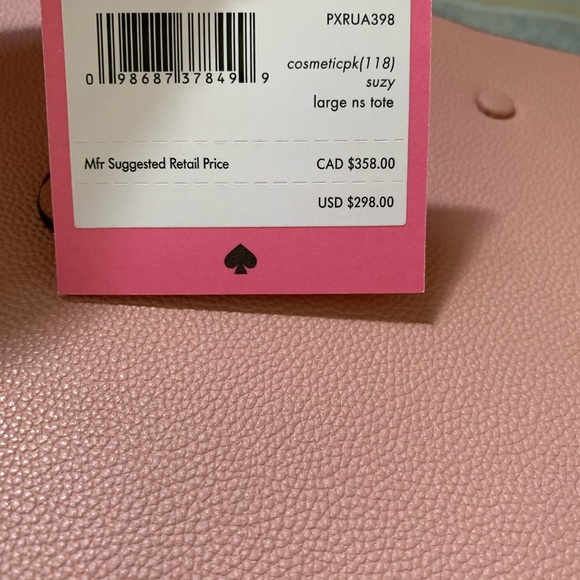 PXRUA398
0 98687 37849 9
cosmeticpk(118)
suzy
large ns tote
Mfr Suggested Retail Price CAD $358.00
USD $298.00